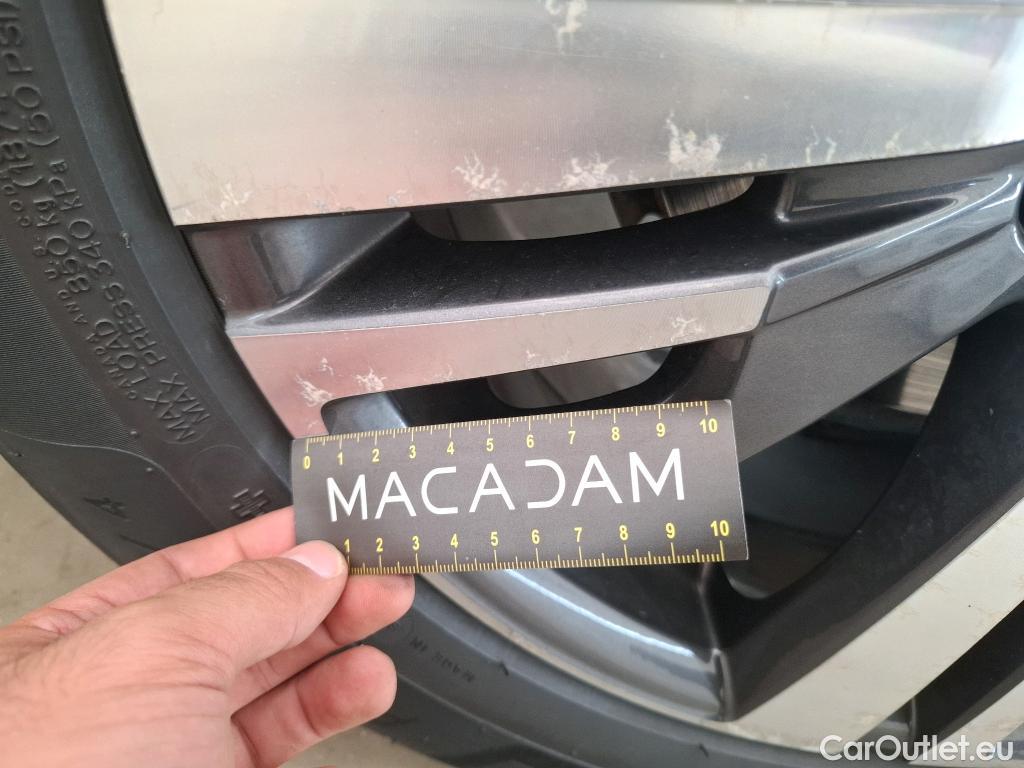 0 1 2 3 4 5 6 7 8 9 10
MACADAM
1 2 3 4 5 6 7 8 9 10
MAX LOAD 850 kg (1874
MAX PRESS 340 kPa (50 PSI)
CarOutlet.eu